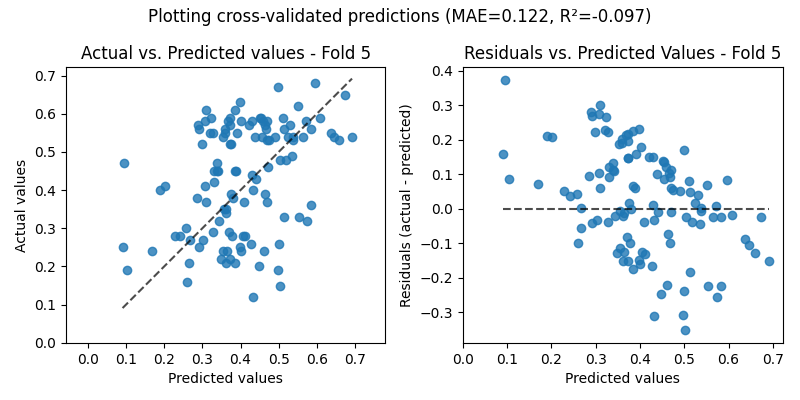 Plotting cross-validated predictions (MAE=0.122, R²=-0.097)
Actual vs. Predicted values - Fold 5
Actual values
0.7
0.6
0.5
0.4
0.3
0.2
0.1
0.0
0.0 0.1 0.2 0.3 0.4 0.5 0.6 0.7
Predicted values
Residuals vs. Predicted Values - Fold 5
Residuals (actual - predicted)
0.4
0.3
0.2
0.1
0.0
−0.1
−0.2
−0.3
0.0 0.1 0.2 0.3 0.4 0.5 0.6 0.7
Predicted values